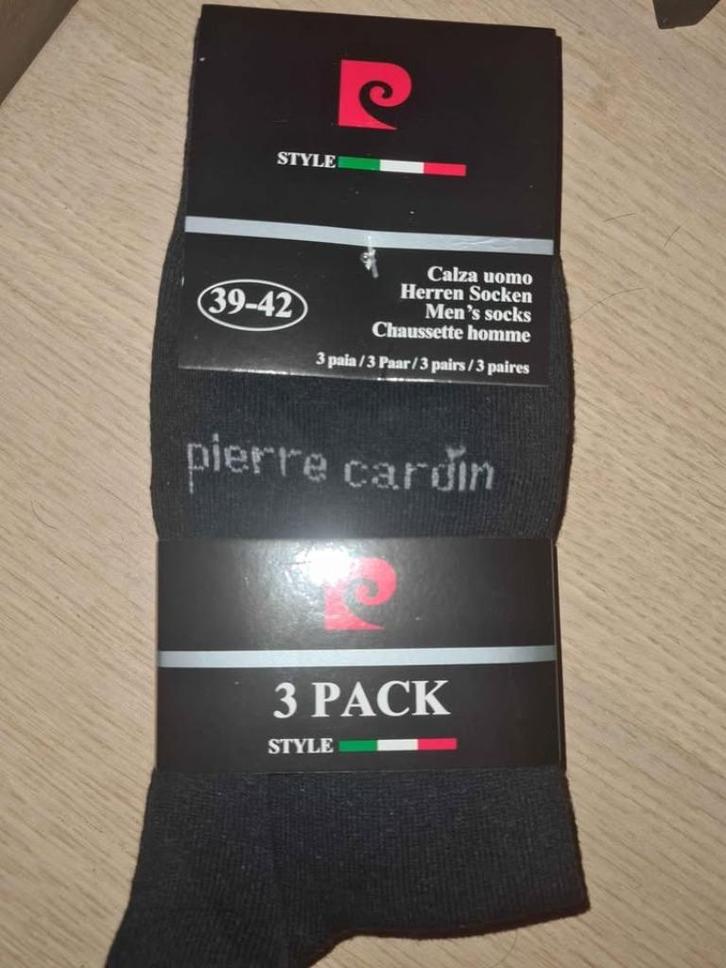 STYLE
39-42
Calza uomo
Herren Socken
Men's socks
Chaussette homme
3 paia / 3 Paar / 3 pairs / 3 paires
pierre cardin
3 PACK
STYLE